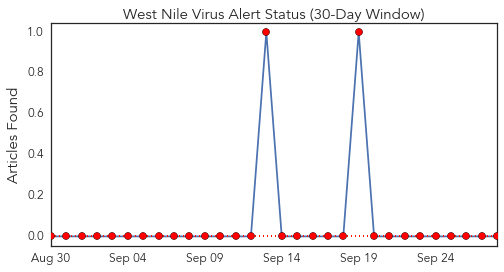 West Nile Virus Alert Status (30-Day Window)
Articles Found
1.0
0.8
0.6
0.4
0.2
0.0
Aug 30 Sep 04 Sep 09 Sep 14 Sep 19 Sep 24